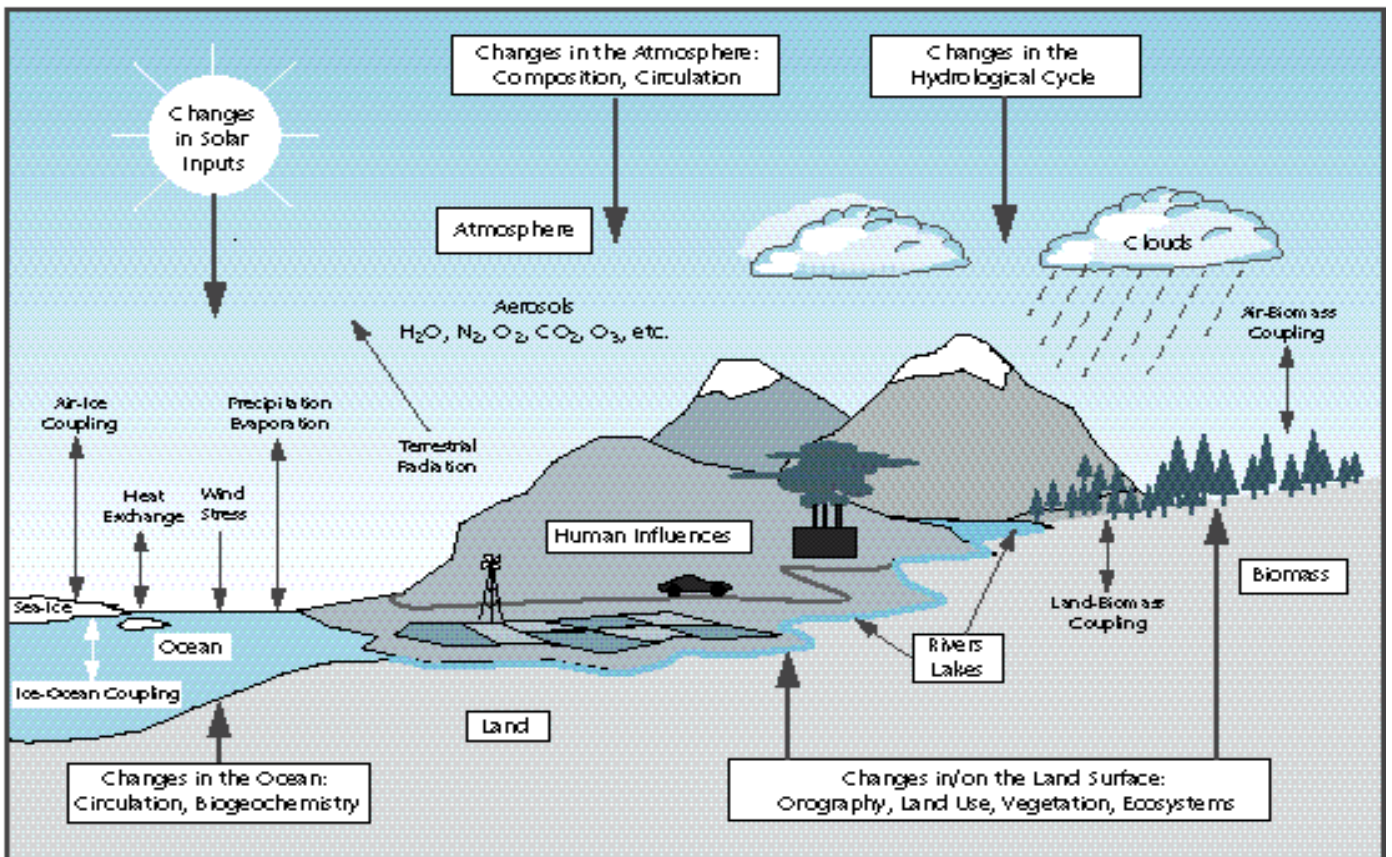 Changes in the Atmosphere:
Composition, Circulation
Changes in the
Hydrological Cycle
Changes
in Solar
Inputs
Atmosphere
Clouds
Aerosols
H₂O, N₂, O₂, CO₂, O₃, etc.
Air-Biomass
Coupling
Air-Ice
Coupling
Precipitation
Evaporation
Terrestrial
Radiation
Heat
Exchange
Wind
Stress
Human Influences
Biomass
Sea-Ice
Ocean
Land-Biomass
Coupling
Rivers
Lakes
Ice-Ocean Coupling
Land
Changes in the Ocean:
Circulation, Biogeochemistry
Changes in/on the Land Surface:
Orography, Land Use, Vegetation, Ecosystems